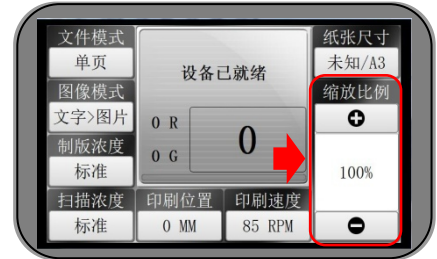 文件模式
单页
图像模式
文字>图片
制版浓度
标准
扫描浓度
标准
设备已就绪
0 R
0 G
0
印刷位置
0 MM
印刷速度
85 RPM
纸张尺寸
未知/A3
缩放比例
100%